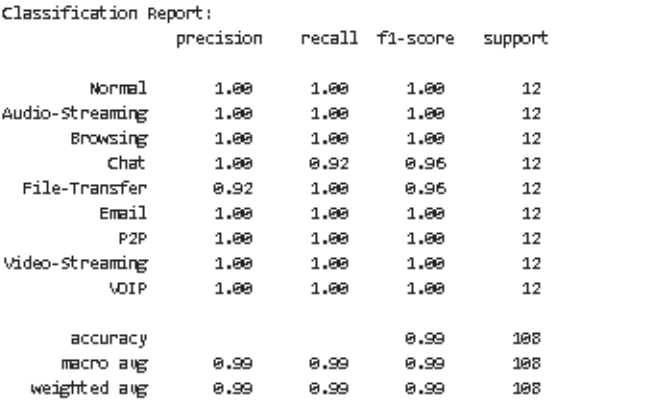 Classification Report:
precision recall f1-score support
Normal 1.00 1.00 1.00 12
Audio-Streaming 1.00 1.00 1.00 12
Browsing 1.00 1.00 1.00 12
Chat 1.00 0.92 0.96 12
File-Transfer 0.92 1.00 0.96 12
Email 1.00 1.00 1.00 12
P2P 1.00 1.00 1.00 12
Video-Streaming 1.00 1.00 1.00 12
VOIP 1.00 1.00 1.00 12
accuracy 0.99 108
macro avg 0.99 0.99 0.99 108
weighted avg 0.99 0.99 0.99 108